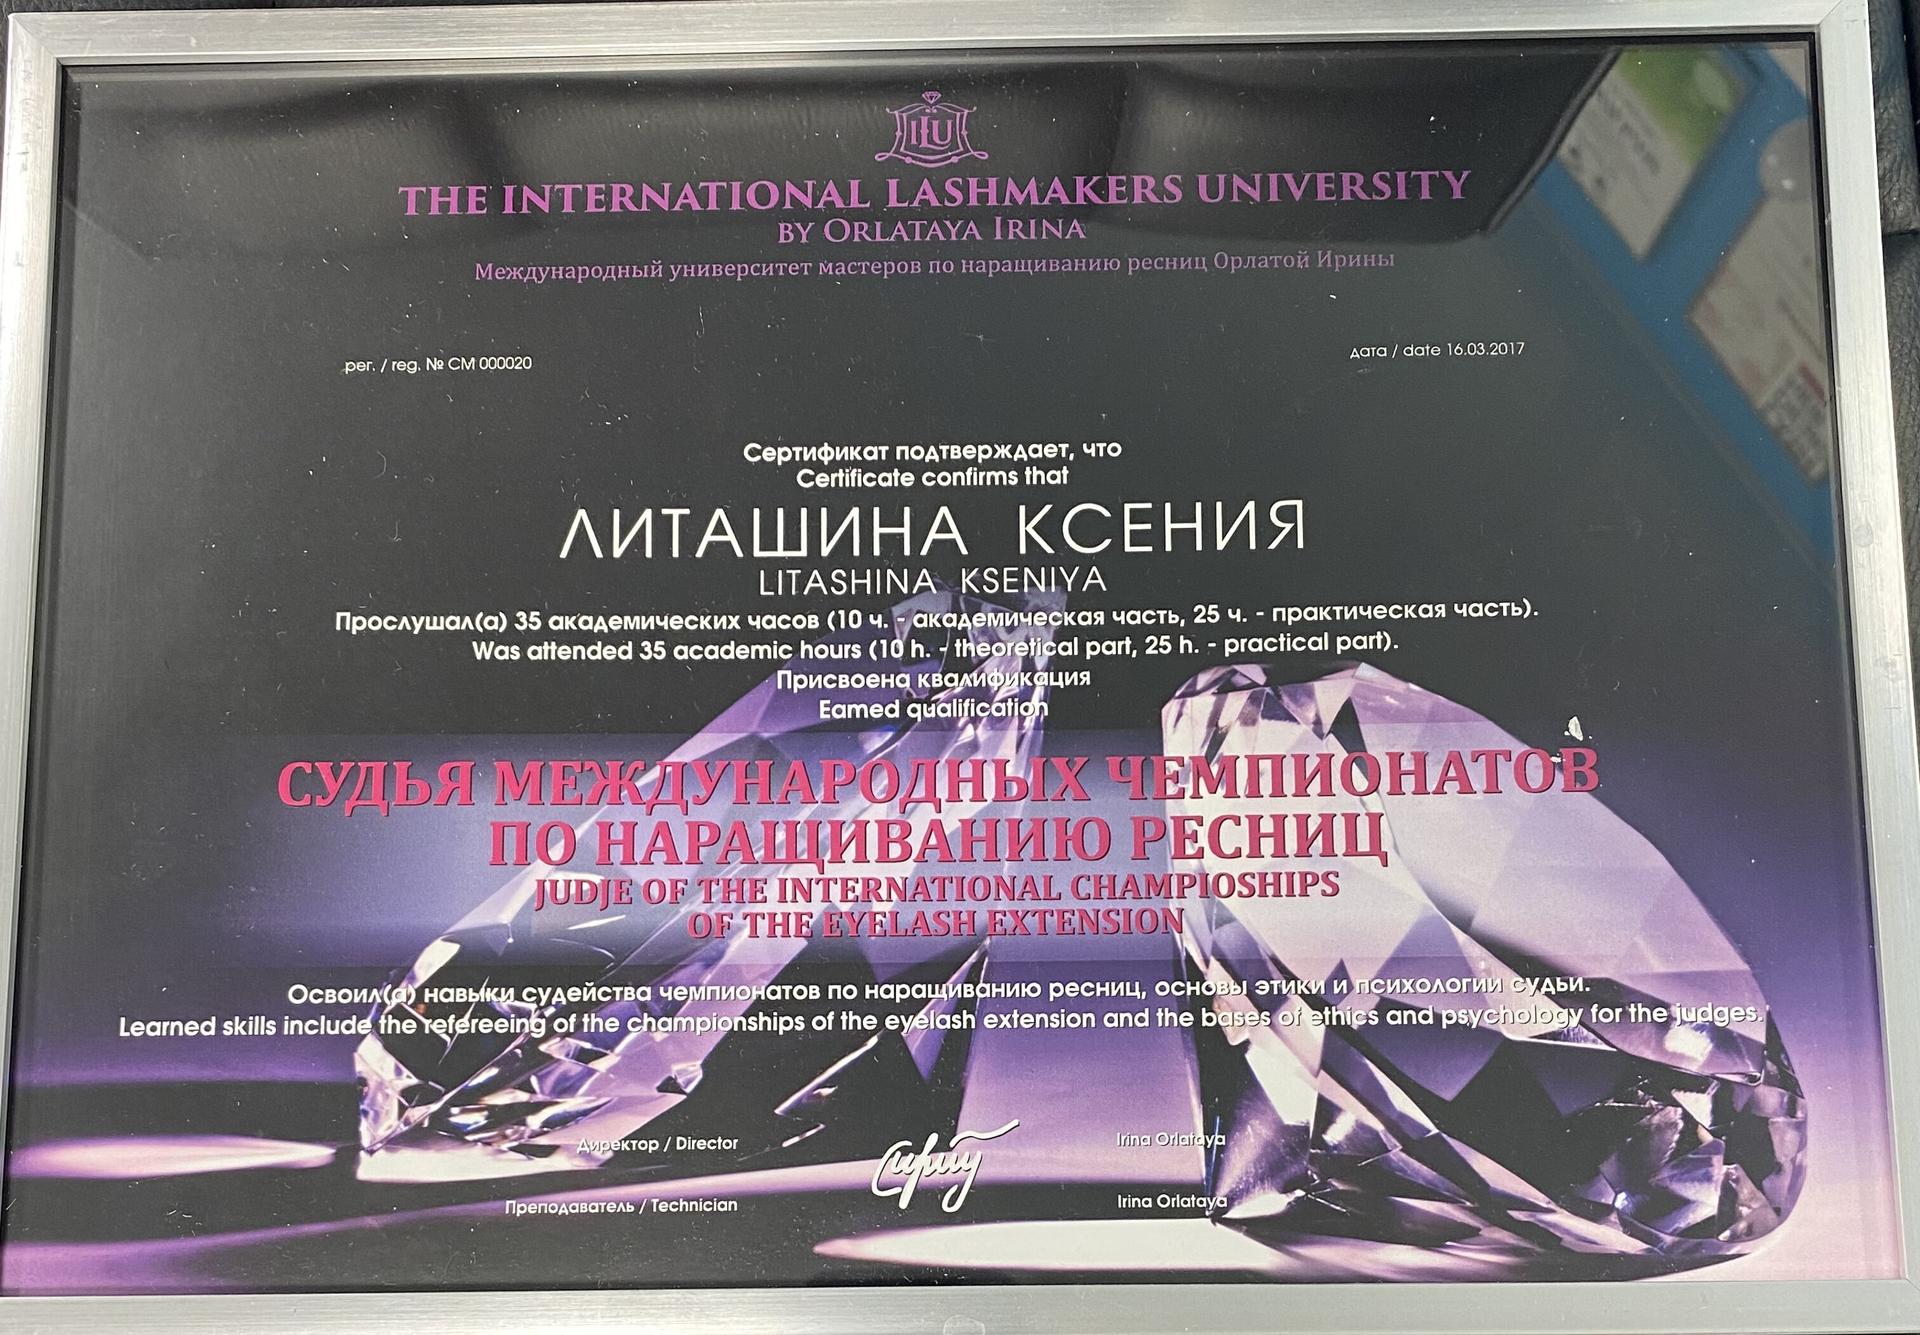 ILU
THE INTERNATIONAL LASHMAKERS UNIVERSITY
BY ORLATAYA IRINA
Международный университет мастеров по наращиванию ресниц Орлатой Ирины
рег. / reg. № СМ 000020
дата / date 16.03.2017
Сертификат подтверждает, что
Certificate confirms that
ЛИТАШИНА КСЕНИЯ
LITASHINA KSENIYA
Прослушал(а) 35 академических часов (10 ч. - академическая часть, 25 ч. - практическая часть).
Was attended 35 academic hours (10 h. - theoretical part, 25 h. - practical part).
Присвоена квалификация
Earned qualification
СУДЬЯ МЕЖДУНАРОДНЫХ ЧЕМПИОНАТОВ
ПО НАРАЩИВАНИЮ РЕСНИЦ
JUDJE OF THE INTERNATIONAL CHAMPIOSHIPS
OF THE EYELASH EXTENSION
Освоил(а) навыки судейства чемпионатов по наращиванию ресниц, основы этики и психологии судьи.
Learned skills include the refereeing of the championships of the eyelash extension and the bases of ethics and psychology for the judges.
Директор / Director
Irina Orlataya
Преподаватель / Technician
Irina Orlataya